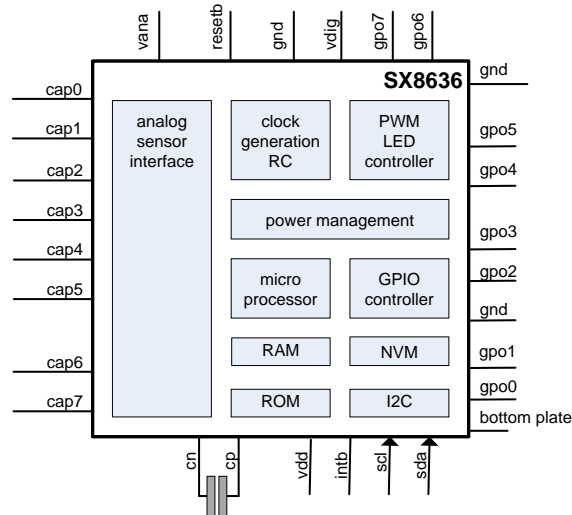 vana
resetb
gnd
vdig
gpo7
gpo6
SX8636
gnd
cap0
cap1
cap2
cap3
cap4
cap5
cap6
cap7
analog
sensor
interface
clock
generation
RC
PWM
LED
controller
power management
micro
processor
GPIO
controller
RAM
NVM
ROM
I2C
gpo5
gpo4
gpo3
gpo2
gnd
gpo1
gpo0
bottom plate
cn
cp
vdd
intb
scl
sda